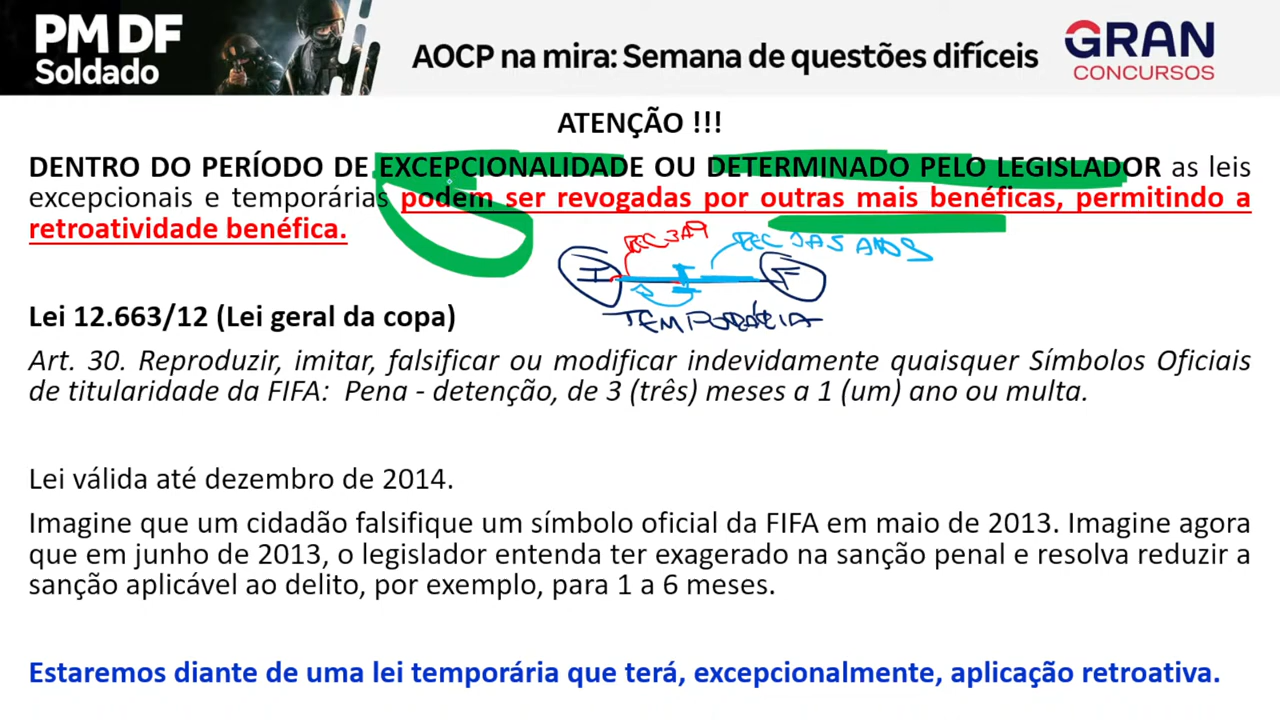 PM DF
Soldado
AOCP na mira: Semana de questões difíceis
GRAN
CONCURSOS
ATENÇÃO !!!
DENTRO DO PERÍODO DE EXCEPCIONALIDADE OU DETERMINADO PELO LEGISLADOR as leis
excepcionais e temporárias podem ser revogadas por outras mais benéficas, permitindo a
retroatividade benéfica.
I
F
TEMPORÁRIA
Lei 12.663/12 (Lei geral da copa)
Art. 30. Reproduzir, imitar, falsificar ou modificar indevidamente quaisquer Símbolos Oficiais
de titularidade da FIFA: Pena - detenção, de 3 (três) meses a 1 (um) ano ou multa.
Lei válida até dezembro de 2014.
Imagine que um cidadão falsifique um símbolo oficial da FIFA em maio de 2013. Imagine agora
que em junho de 2013, o legislador entenda ter exagerado na sanção penal e resolva reduzir a
sanção aplicável ao delito, por exemplo, para 1 a 6 meses.
Estaremos diante de uma lei temporária que terá, excepcionalmente, aplicação retroativa.